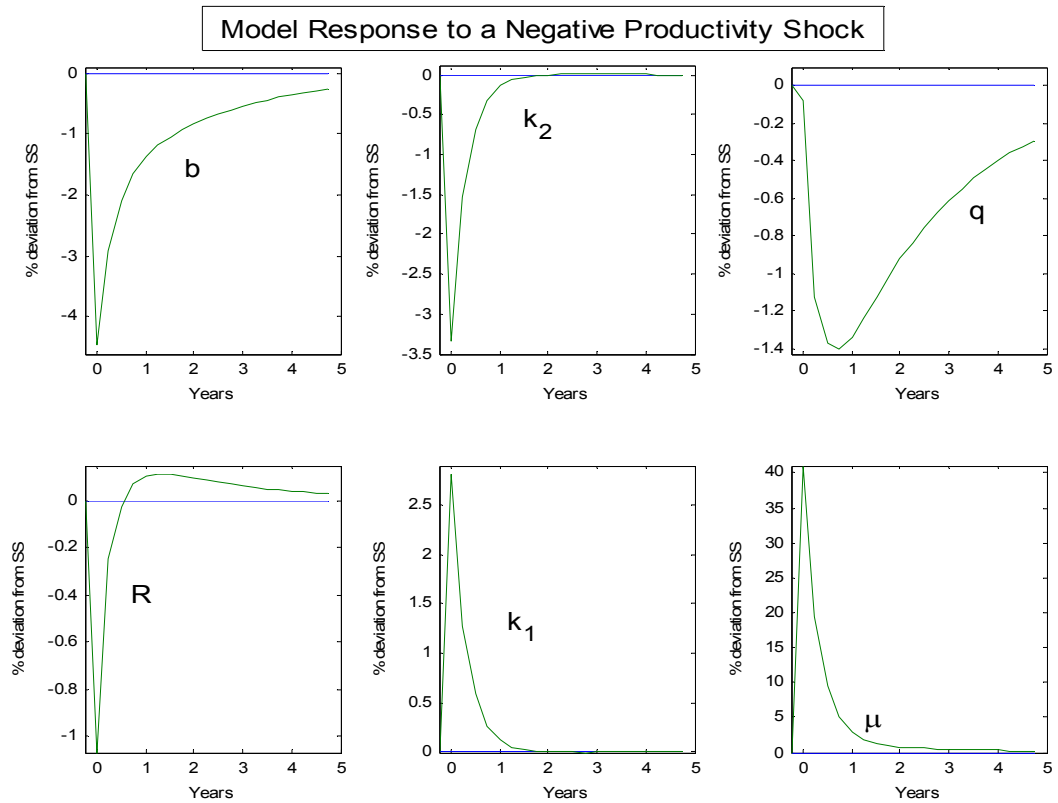 Model Response to a Negative Productivity Shock
% deviation from SS
0
-1
-2
-3
-4
b
0 1 2 3 4 5
Years
% deviation from SS
0
-0.5
-1
-1.5
-2
-2.5
-3
-3.5
k2
0 1 2 3 4 5
Years
% deviation from SS
0
-0.2
-0.4
-0.6
-0.8
-1
-1.2
-1.4
q
0 1 2 3 4 5
Years
% deviation from SS
0
-0.2
-0.4
-0.6
-0.8
-1
R
0 1 2 3 4 5
Years
% deviation from SS
2.5
2
1.5
1
0.5
0
k1
0 1 2 3 4 5
Years
% deviation from SS
40
35
30
25
20
15
10
5
0
μ
0 1 2 3 4 5
Years